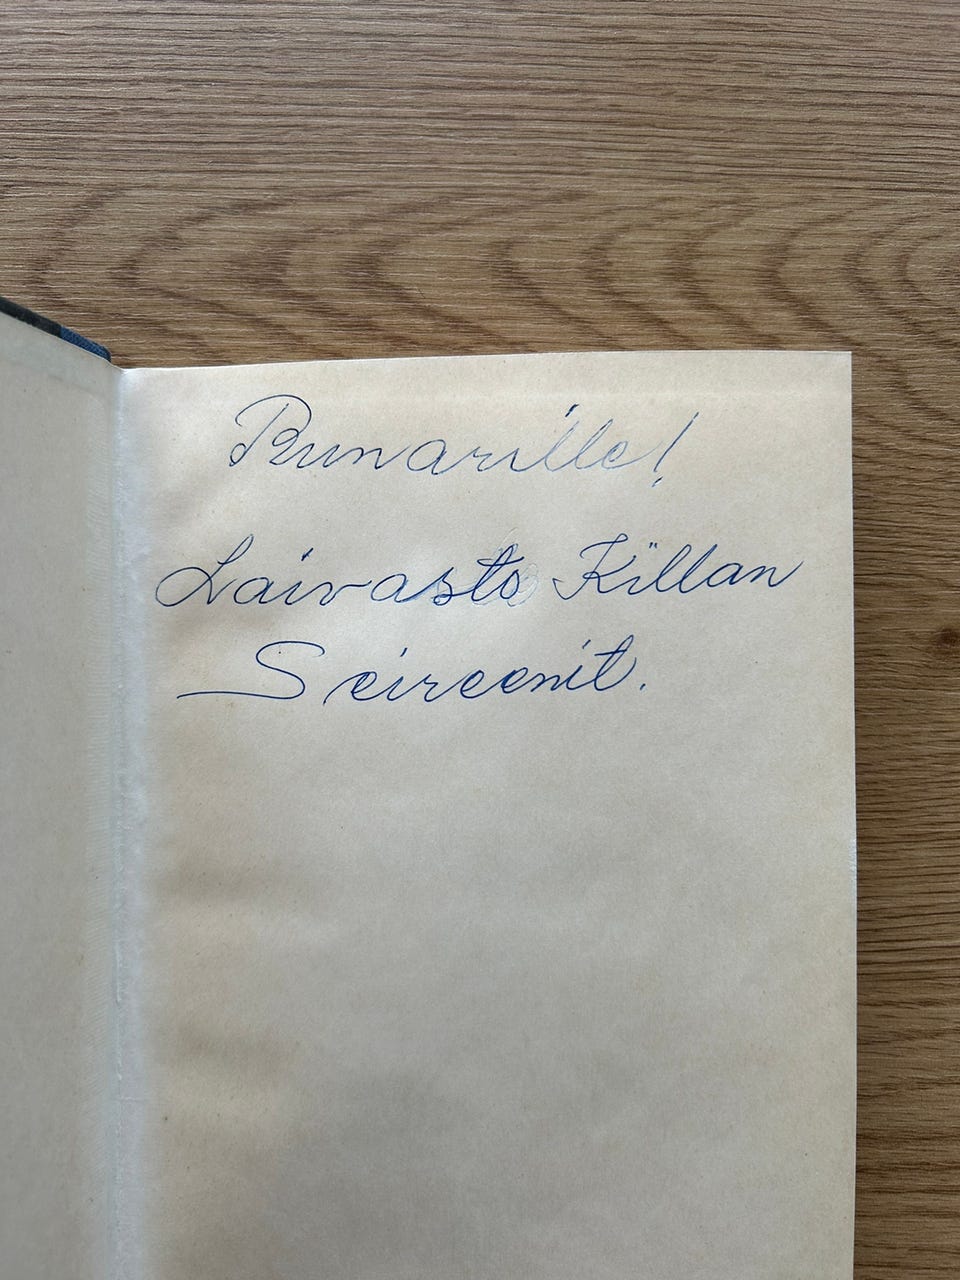 Runarille!
Laivasto Killan
Seireenit.